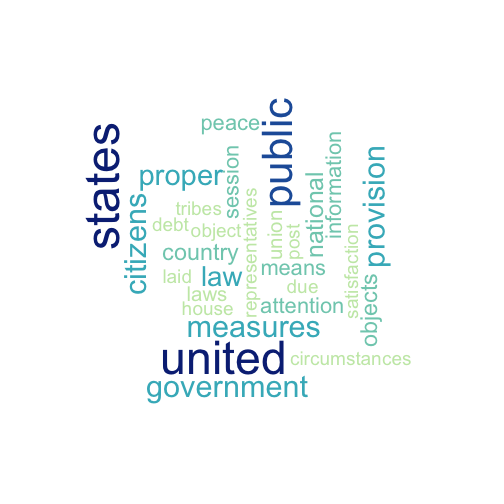 peace
public
states
information
session
provision
proper
national
citizens
representatives
tribes
union
debt
object
post
country
satisfaction
means
law
laid
due
objects
laws
attention
house
measures
united
circumstances
government